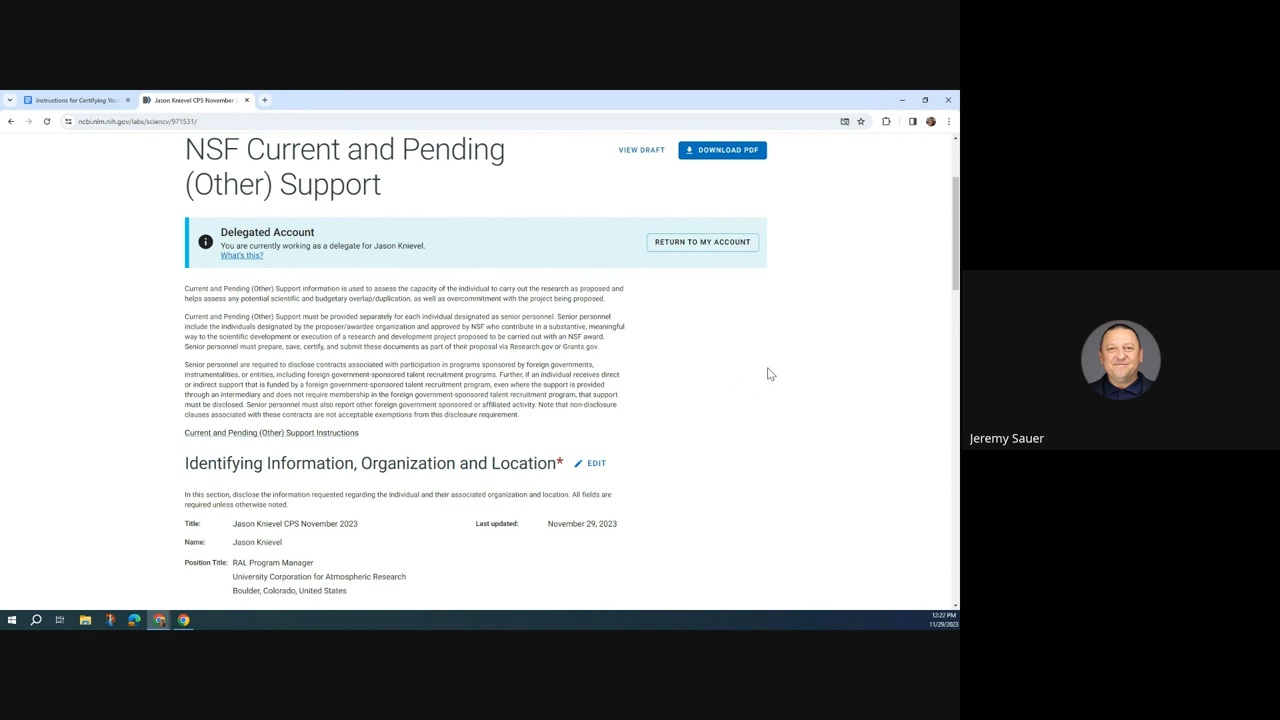 Instructions for Certifying You
Jason Knievel CPS November
ncbi.nlm.nih.gov/labs/sciencv/971531/
NSF Current and Pending
(Other) Support
VIEW DRAFT
DOWNLOAD PDF
Delegated Account
You are currently working as a delegate for Jason Knievel.
What's this?
RETURN TO MY ACCOUNT
Current and Pending (Other) Support information is used to assess the capacity of the individual to carry out the research as proposed and
helps assess any potential scientific and budgetary overlap/duplication, as well as overcommitment with the project being proposed.
Current and Pending (Other) Support must be provided separately for each individual designated as senior personnel. Senior personnel
include the individuals designated by the proposer/awardee organization and approved by NSF who contribute in a substantive, meaningful
way to the scientific development or execution of a research and development project proposed to be carried out with an NSF award.
Senior personnel must prepare, save, certify, and submit these documents as part of their proposal via Research.gov or Grants.gov.
Senior personnel are required to disclose contracts associated with participation in programs sponsored by foreign governments,
instrumentalities, or entities, including foreign government-sponsored talent recruitment programs. Further, if an individual receives direct
or indirect support that is funded by a foreign government-sponsored talent recruitment program, even where the support is provided
through an intermediary and does not require membership in the foreign government-sponsored talent recruitment program, that support
must be disclosed. Senior personnel must also report other foreign government sponsored or affiliated activity. Note that non-disclosure
clauses associated with these contracts are not acceptable exemptions from this disclosure requirement.
Current and Pending (Other) Support Instructions
Identifying Information, Organization and Location*
EDIT
In this section, disclose the information requested regarding the individual and their associated organization and location. All fields are
required unless otherwise noted.
Title: Jason Knievel CPS November 2023
Last updated: November 29, 2023
Name: Jason Knievel
Position Title: RAL Program Manager
University Corporation for Atmospheric Research
Boulder, Colorado, United States
12:22 PM
11/29/2023
Jeremy Sauer